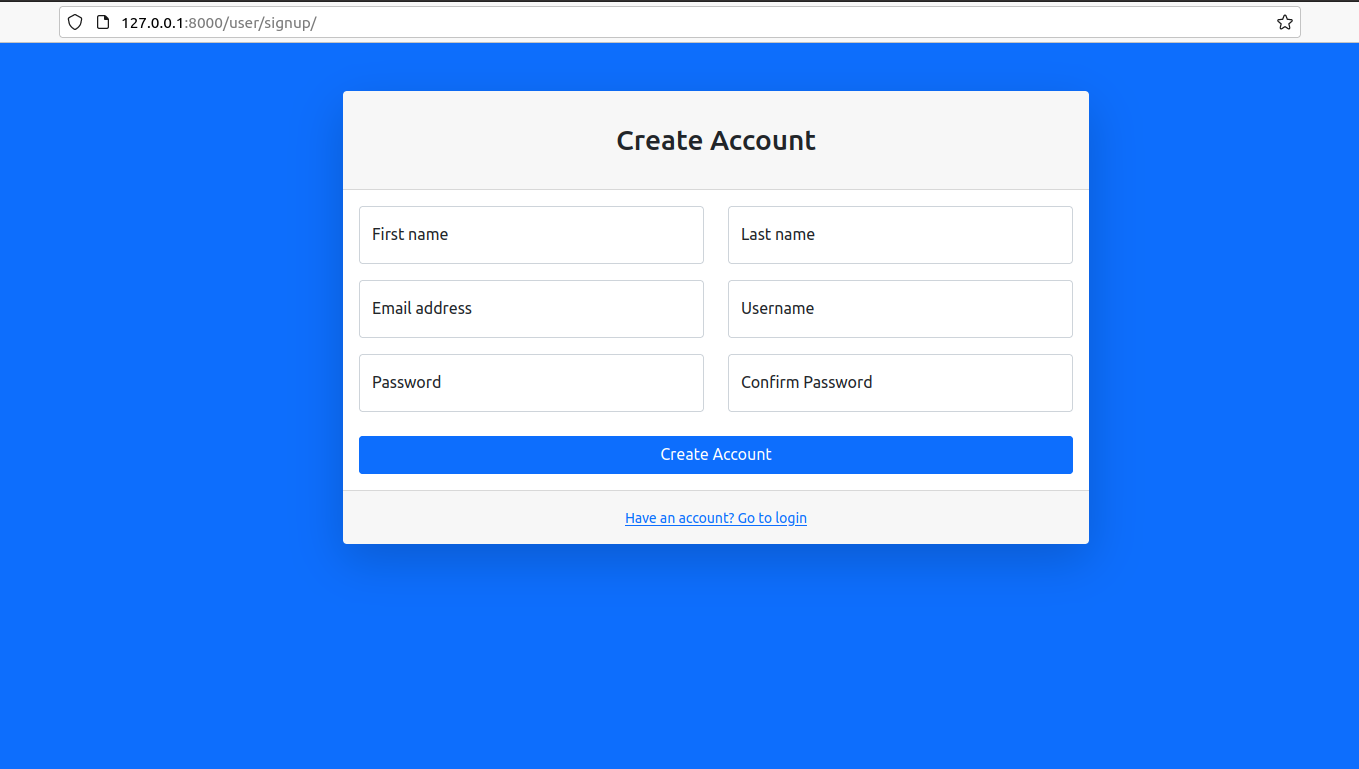 127.0.0.1:8000/user/signup/
Create Account
First name
Last name
Email address
Username
Password
Confirm Password
Create Account
Have an account? Go to login